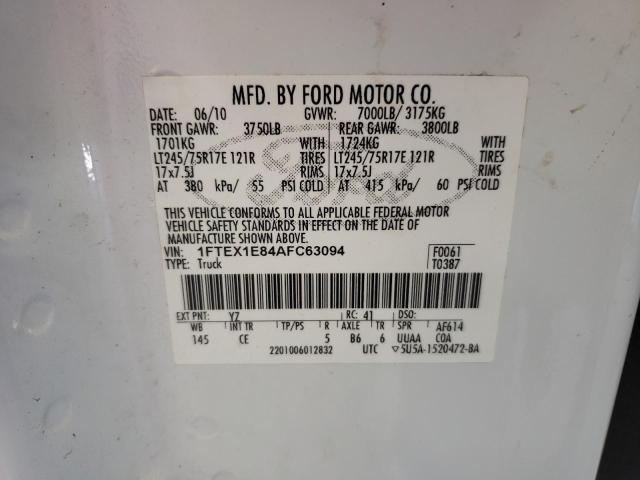 MFD. BY FORD MOTOR CO.
DATE: 06/10 GVWR: 7000LB/ 3175KG
FRONT GAWR: 3750LB REAR GAWR: 3800LB
1701KG WITH 1724KG WITH
LT245/75R17E 121R TIRES LT245/75R17E 121R TIRES
17x7.5J RIMS 17x7.5J RIMS
AT 380 kPa/ 55 PSI COLD AT 415 kPa/ 60 PSI COLD
THIS VEHICLE CONFORMS TO ALL APPLICABLE FEDERAL MOTOR
VEHICLE SAFETY STANDARDS IN EFFECT ON THE DATE OF
MANUFACTURE SHOWN ABOVE.
VIN: 1FTEX1E84AFC63094 F0061
TYPE: Truck T0387
EXT PNT: YZ RC: 41 DSO:
WB INT TR TP/PS R AXLE TR SPR AF614
145 CE 5 B6 6 UUAA COA
2201006012832 UTC ▽5U5A-1520472-BA
Ford